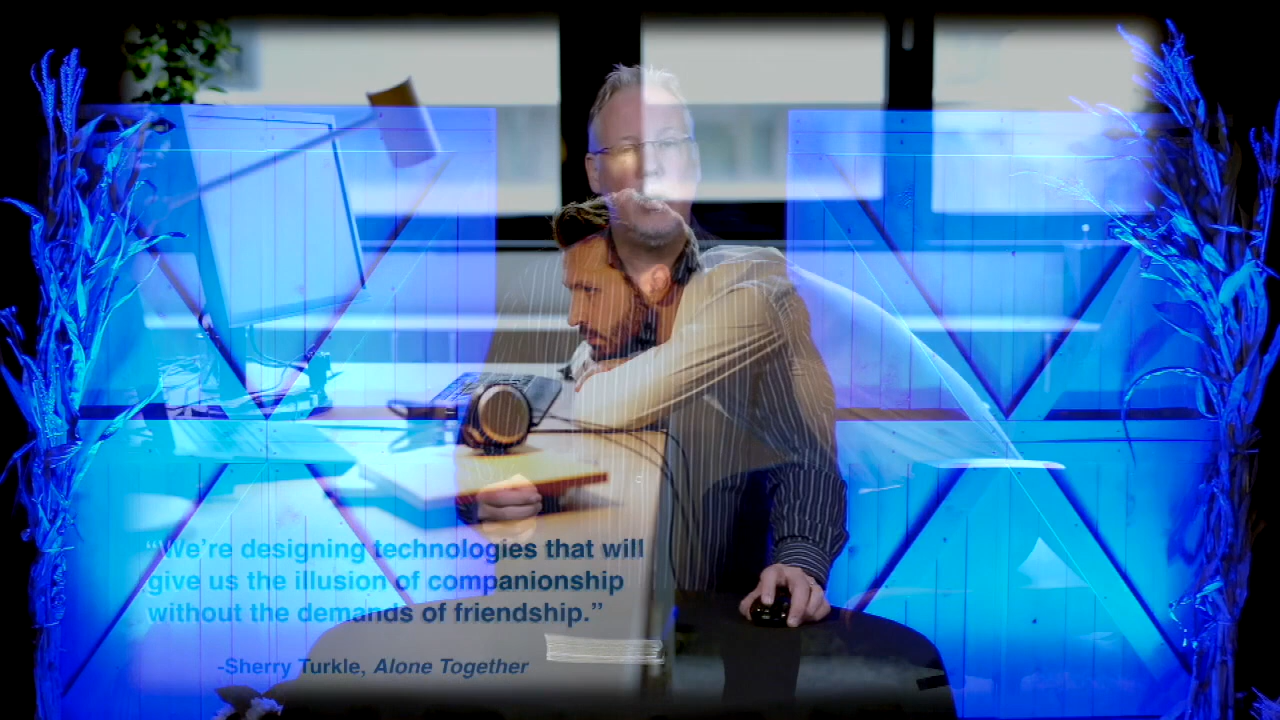 “We’re designing technologies that will
give us the illusion of companionship
without the demands of friendship.”
-Sherry Turkle, Alone Together